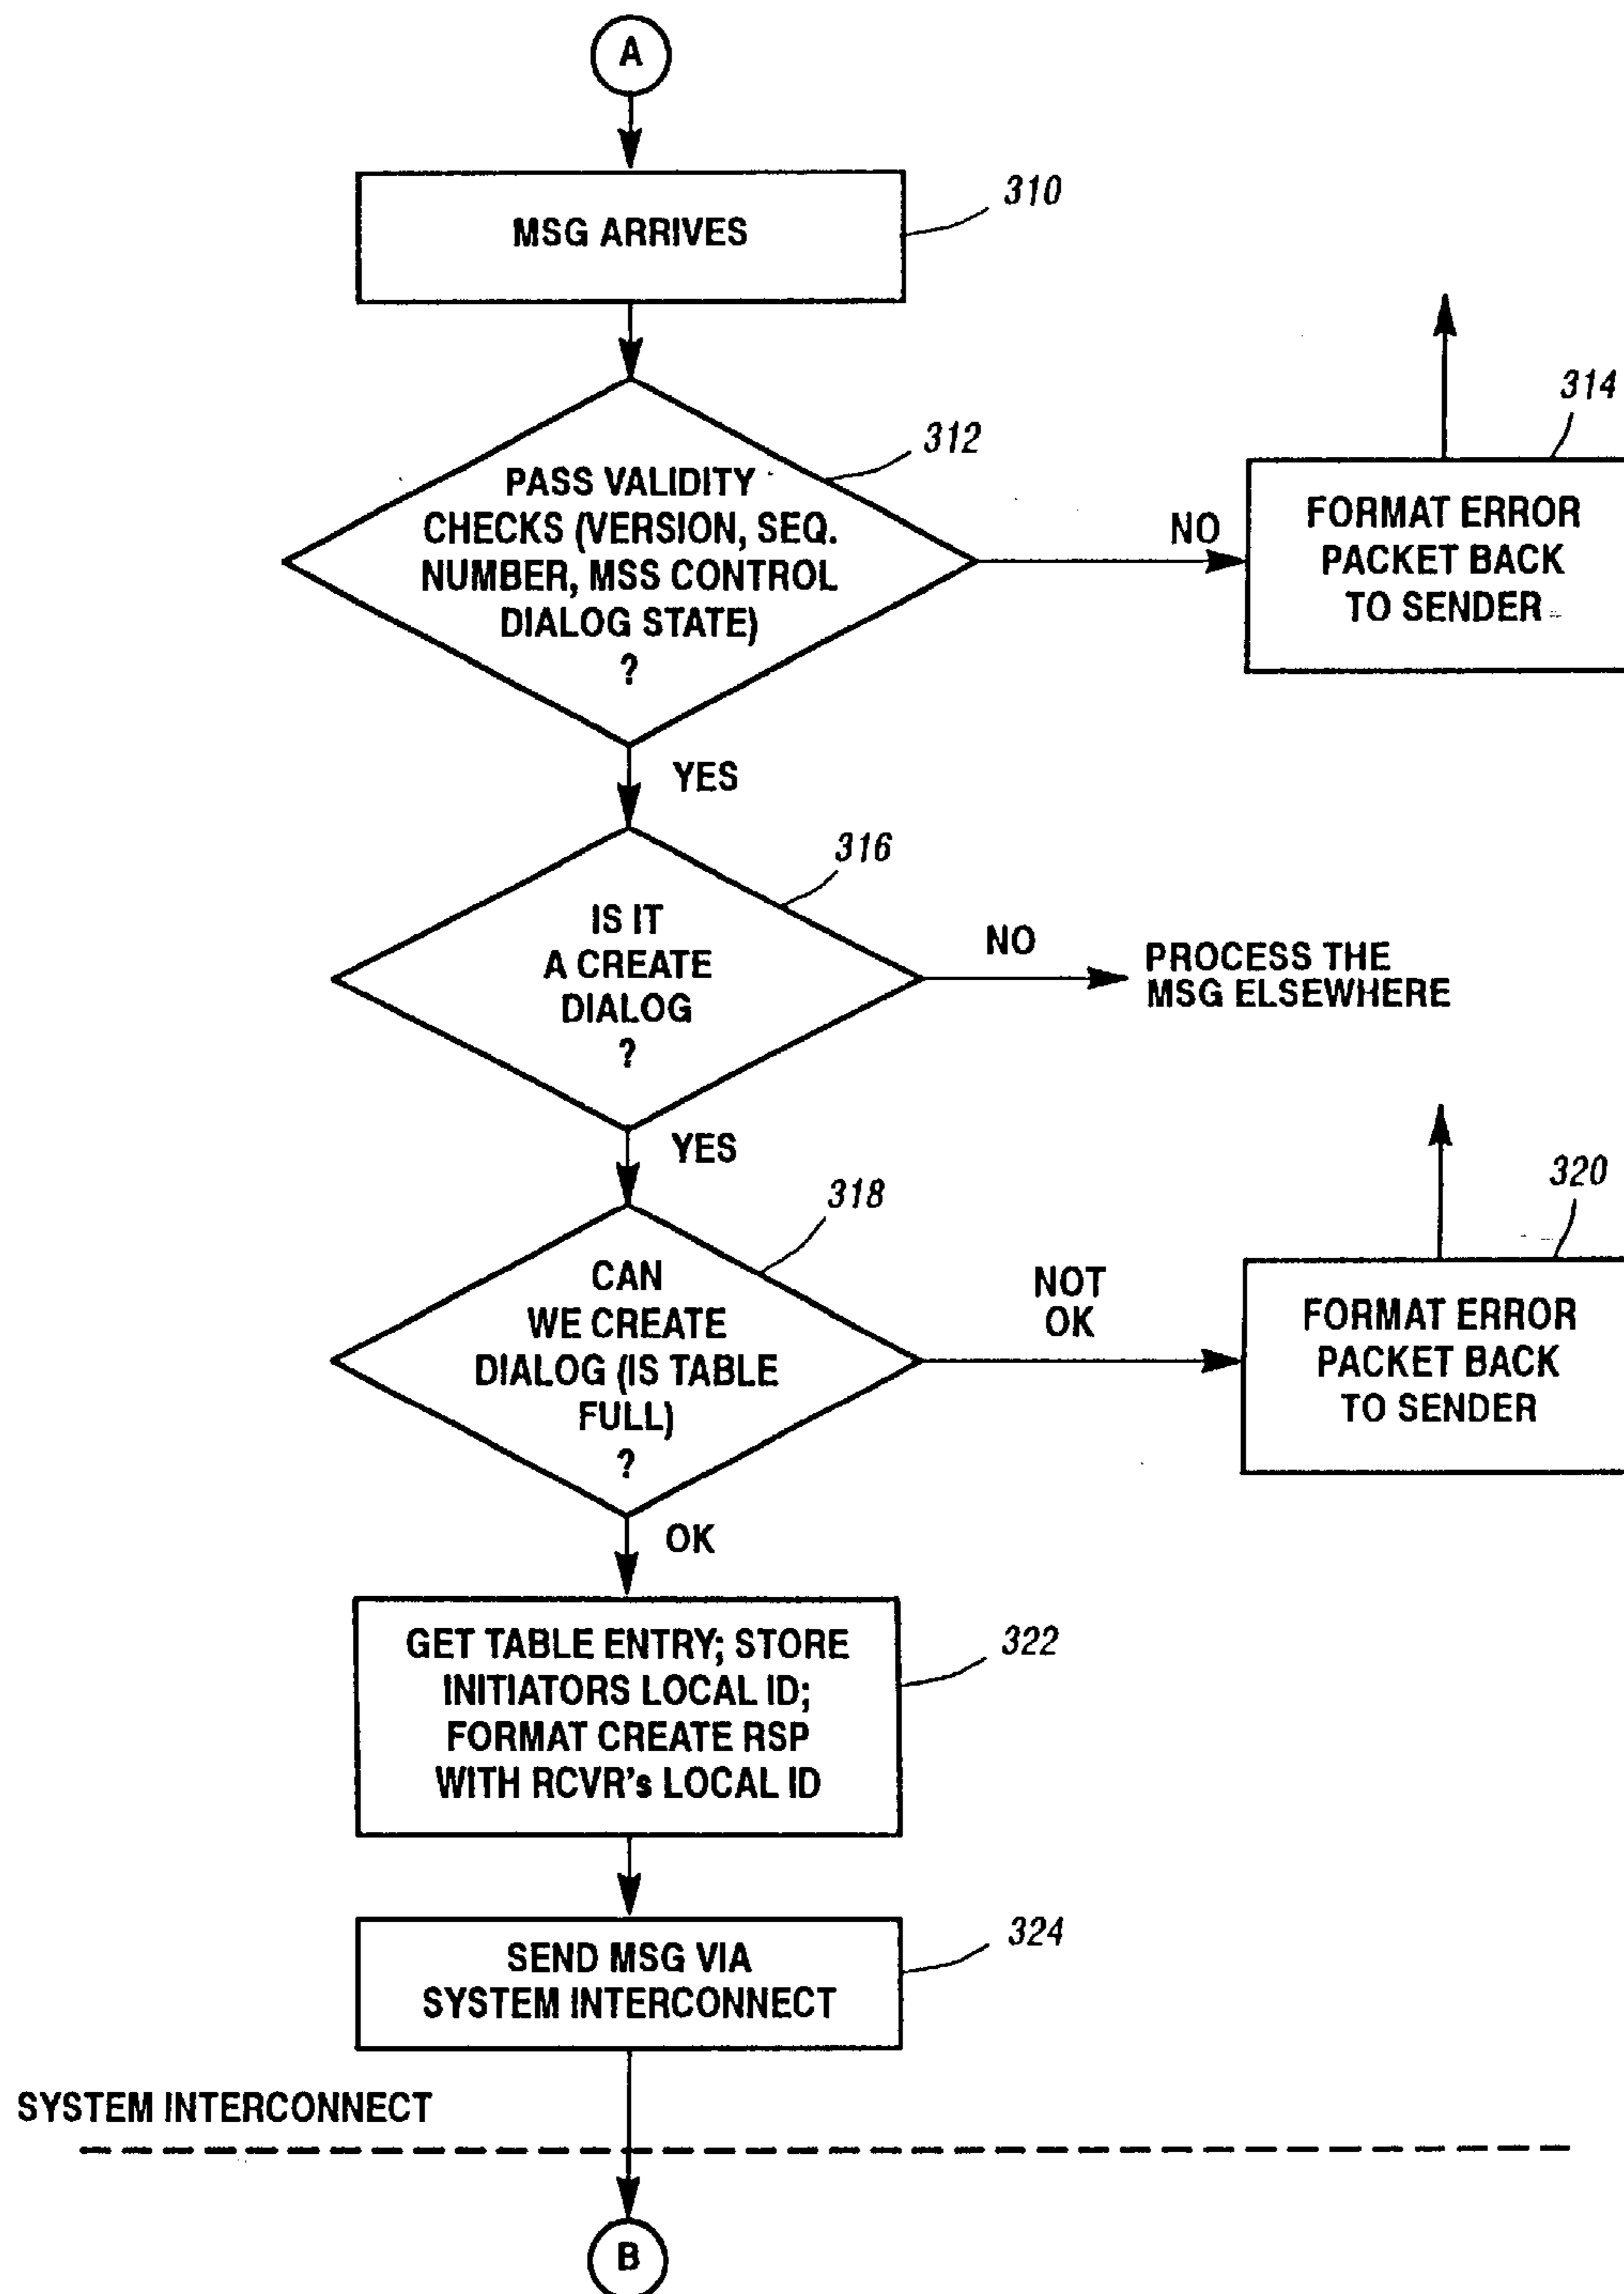 A
MSG ARRIVES
310
312
PASS VALIDITY
CHECKS (VERSION, SEQ.
NUMBER, MSS CONTROL
DIALOG STATE)
?
NO
314
FORMAT ERROR
PACKET BACK
TO SENDER
YES
316
IS IT
A CREATE
DIALOG
?
NO
PROCESS THE
MSG ELSEWHERE
YES
318
CAN
WE CREATE
DIALOG (IS TABLE
FULL)
?
NOT
OK
320
FORMAT ERROR
PACKET BACK
TO SENDER
OK
GET TABLE ENTRY; STORE
INITIATORS LOCAL ID;
FORMAT CREATE RSP
WITH RCVR's LOCAL ID
322
SEND MSG VIA
SYSTEM INTERCONNECT
324
SYSTEM INTERCONNECT
B